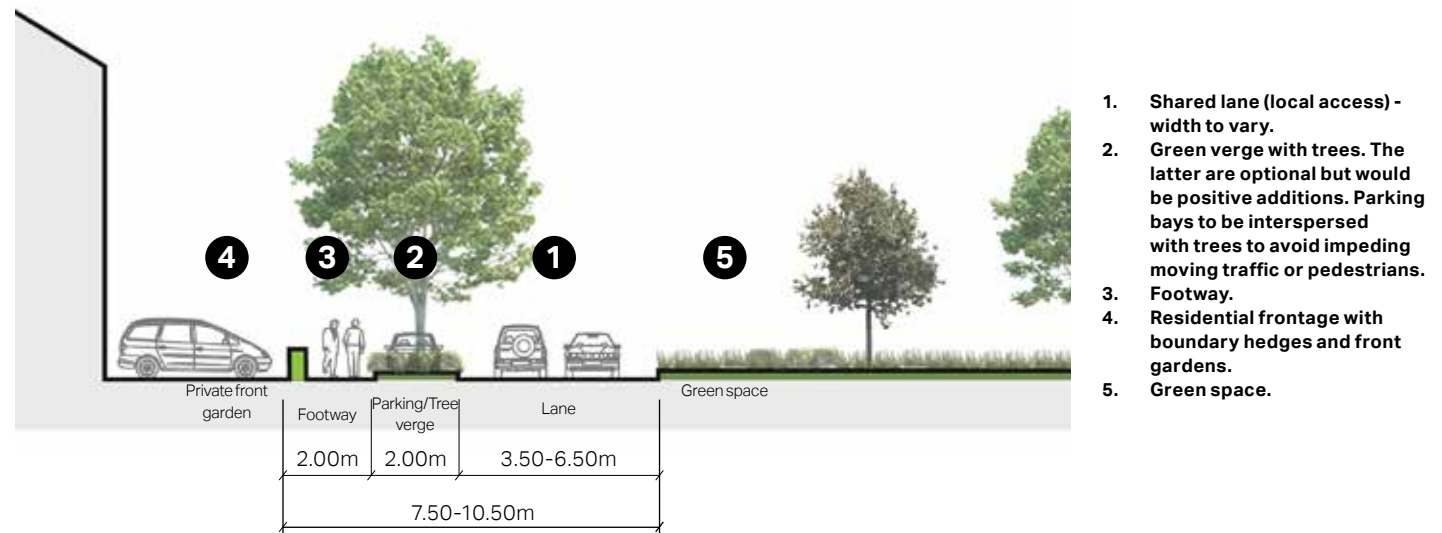 4
3
2
1
5
Private front
garden
Footway
Parking/Tree
verge
Lane
Green space
2.00m
2.00m
3.50-6.50m
7.50-10.50m
1. Shared lane (local access) -
width to vary.
2. Green verge with trees. The
latter are optional but would
be positive additions. Parking
bays to be interspersed
with trees to avoid impeding
moving traffic or pedestrians.
3. Footway.
4. Residential frontage with
boundary hedges and front
gardens.
5. Green space.